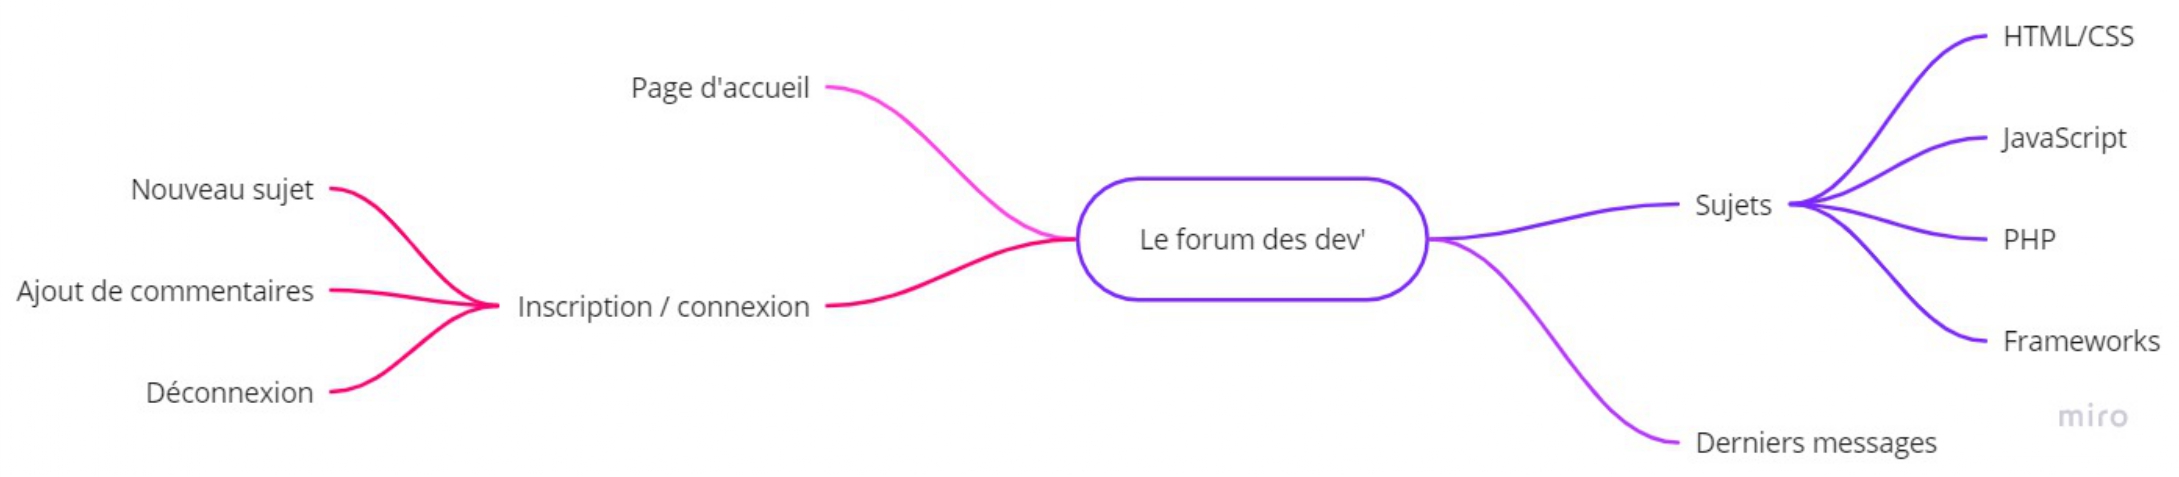 Page d'accueil
Nouveau sujet
Ajout de commentaires
Déconnexion
Inscription / connexion
Le forum des dev'
Sujets
HTML/CSS
JavaScript
PHP
Frameworks
Derniers messages
miro